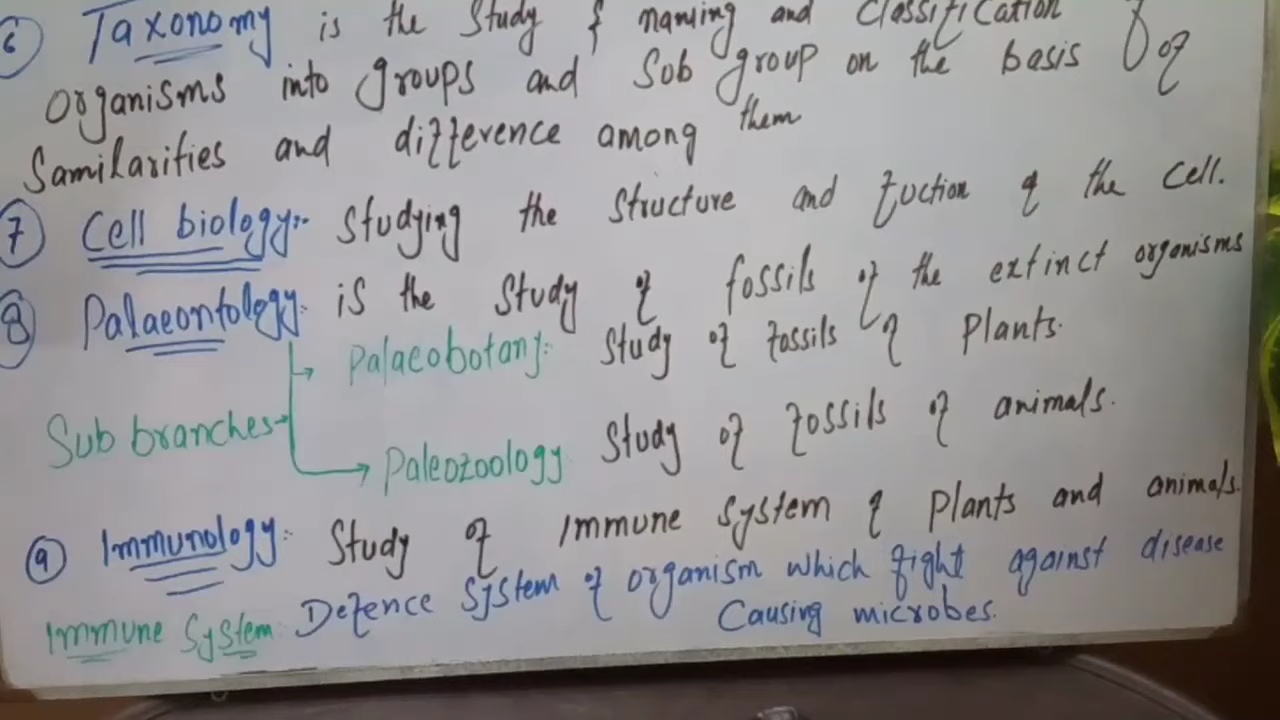 6 Taxonomy is the Study of naming and Classification of
organisms into groups and Sub group on the basis of
Samilarities and difference among them
7 Cell biology:- Studying the Structure and fuction of the Cell.
8 Palaeontology: is the Study of fossils of the extinct organisms
Palaeobotany: Study of fossils of Plants.
Sub branches
Paleozoology Study of fossils of animals.
9 Immunology: Study of Immune System of Plants and animals.
Immune System: Defence System of organism which fight against disease
Causing microbes.